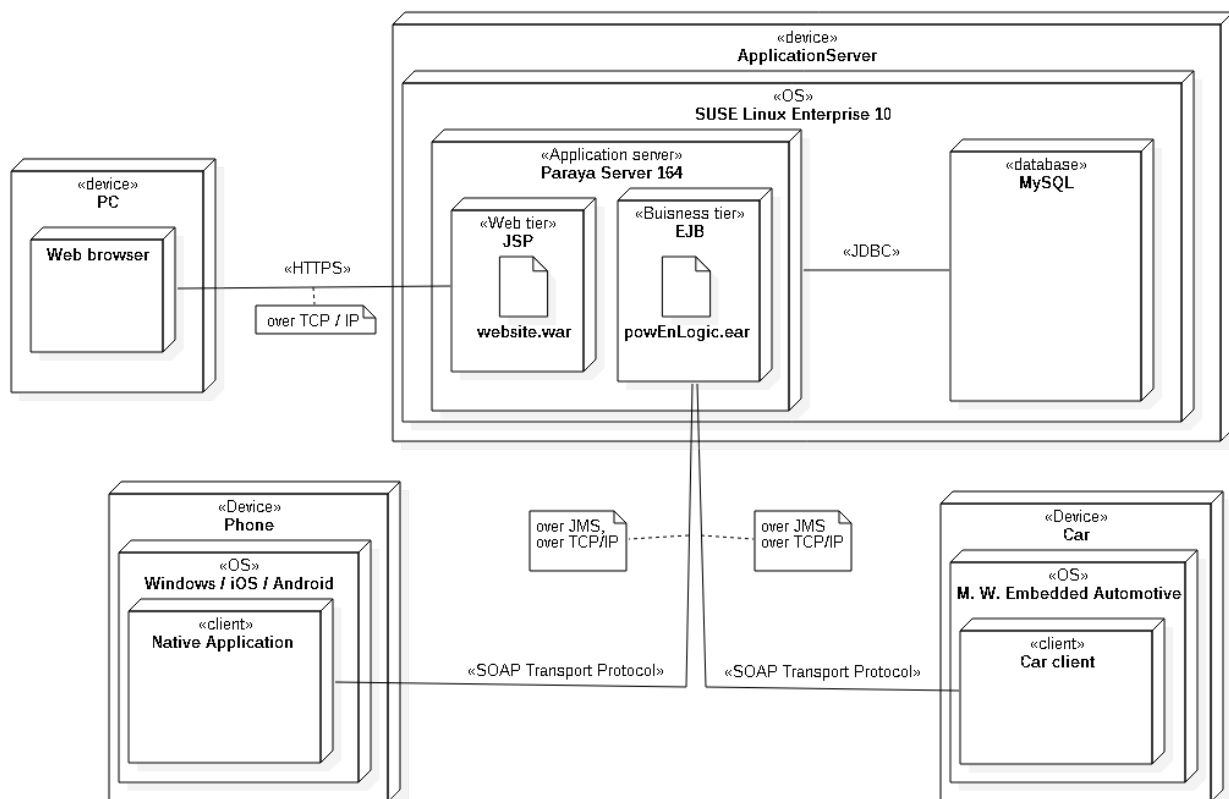 «device»
ApplicationServer
«OS»
SUSE Linux Enterprise 10
«Application server»
Paraya Server 164
«Web tier»
JSP
website.war
«Buisness tier»
EJB
powEnLogic.ear
«JDBC»
«database»
MySQL
«device»
PC
Web browser
«HTTPS»
over TCP / IP
«Device»
Phone
«OS»
Windows / iOS / Android
«client»
Native Application
over JMS,
over TCP/IP
over JMS
over TCP/IP
«SOAP Transport Protocol»
«SOAP Transport Protocol»
«Device»
Car
«OS»
M. W. Embedded Automotive
«client»
Car client